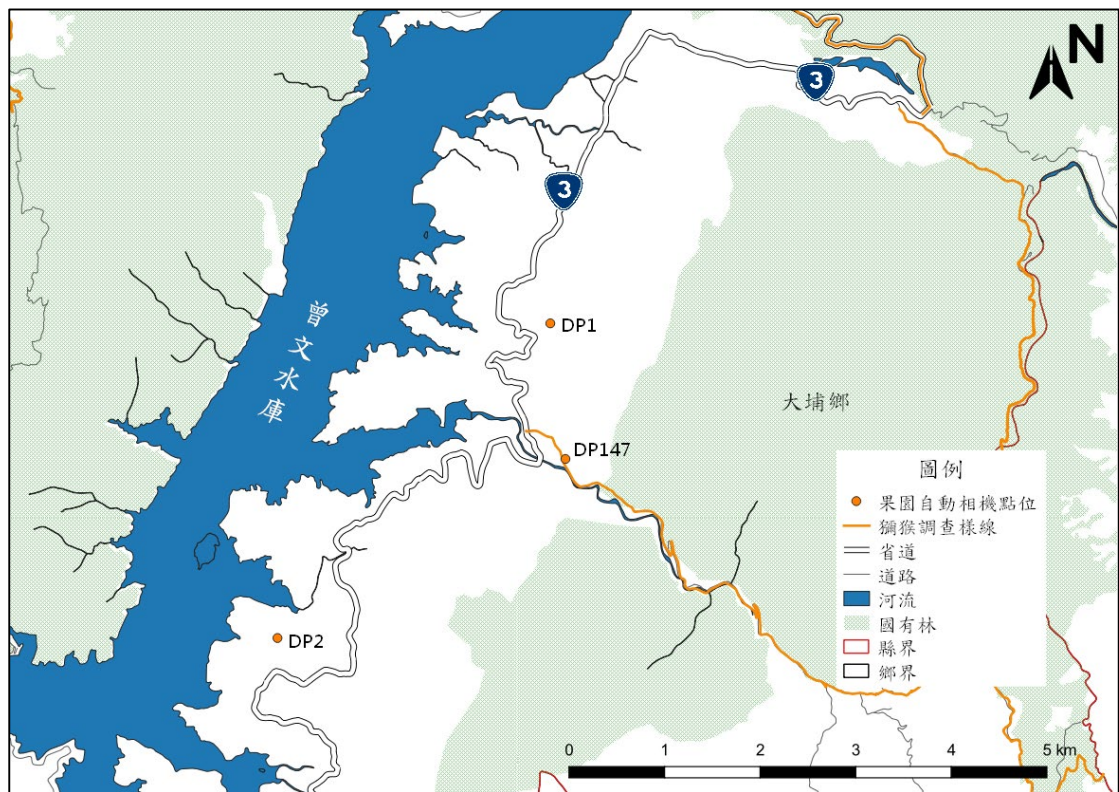 N
3
3
曾文水庫
DP1
大埔鄉
DP147
DP2
圖例
果園自動相機點位
獼猴調查樣線
省道
道路
河流
國有林
縣界
鄉界
0 1 2 3 4 5 km